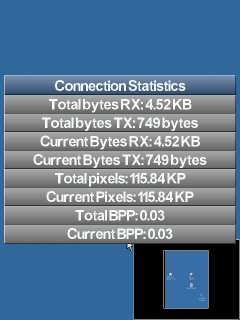 Connection Statistics
Total bytes RX: 4.52 KB
Total bytes TX: 749 bytes
Current Bytes RX: 4.52 KB
Current Bytes TX: 749 bytes
Total pixels: 115.84 KP
Current Pixels: 115.84 KP
Total BPP: 0.03
Current BPP: 0.03